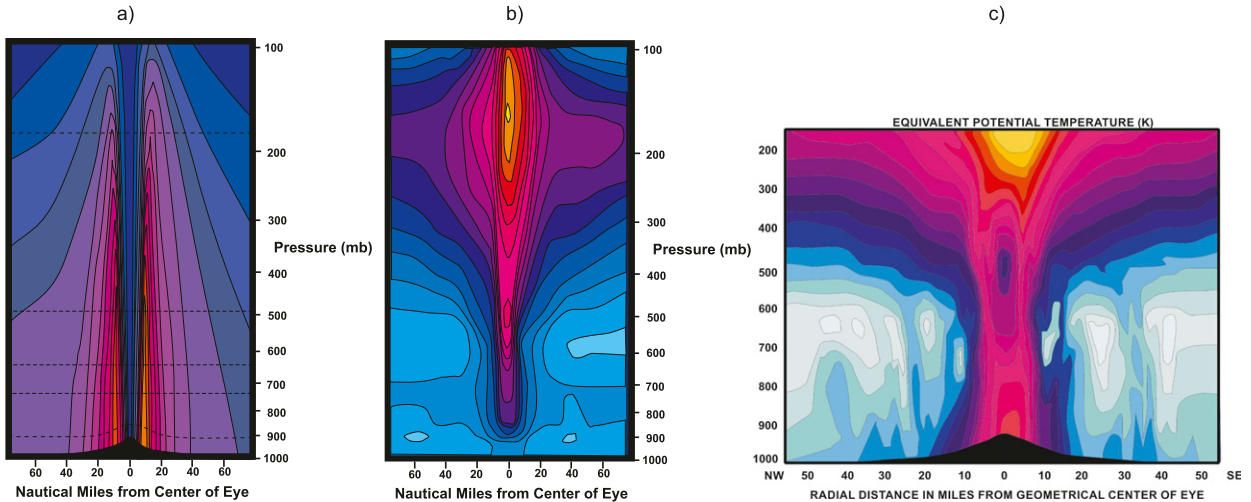 a)
b)
c)
100
200
300
Pressure (mb)
400
500
600
700
800
900
1000
60 40 20 0 20 40 60
Nautical Miles from Center of Eye
100
200
300
Pressure (mb)
400
500
600
700
800
900
1000
60 40 20 0 20 40 60
Nautical Miles from Center of Eye
EQUIVALENT POTENTIAL TEMPERATURE (K)
200
300
400
500
600
700
800
900
1000
NW 50 40 30 20 10 0 10 20 30 40 50 SE
RADIAL DISTANCE IN MILES FROM GEOMETRICAL CENTER OF EYE